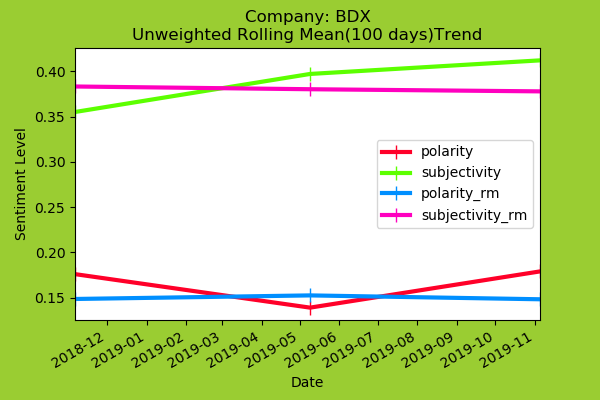 Company: BDX
Unweighted Rolling Mean(100 days)Trend
Sentiment Level
0.40
0.35
0.30
0.25
0.20
0.15
polarity
subjectivity
polarity_rm
subjectivity_rm
2018-12
2019-01
2019-02
2019-03
2019-04
2019-05
2019-06
2019-07
2019-08
2019-09
2019-10
2019-11
Date